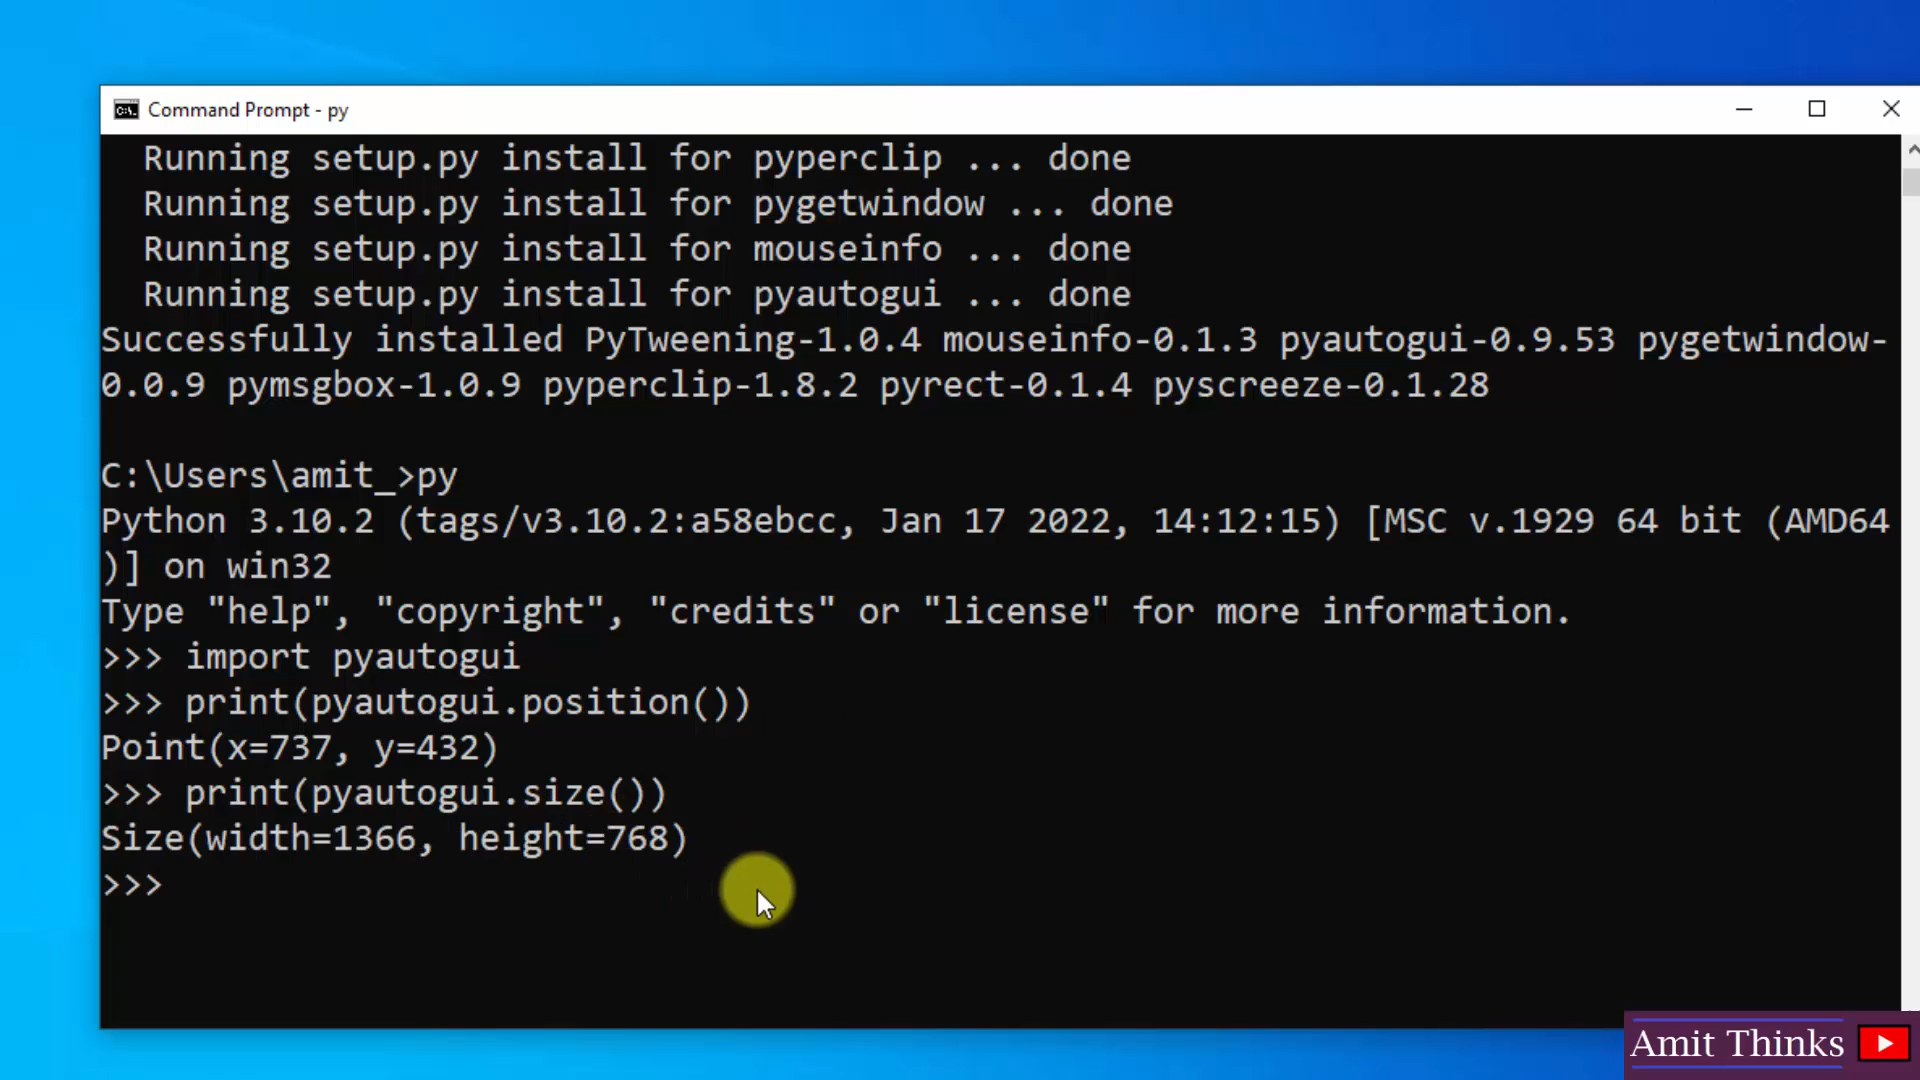 Command Prompt - py
Running setup.py install for pyperclip ... done
Running setup.py install for pygetwindow ... done
Running setup.py install for mouseinfo ... done
Running setup.py install for pyautogui ... done
Successfully installed PyTweening-1.0.4 mouseinfo-0.1.3 pyautogui-0.9.53 pygetwindow-
0.0.9 pymsgbox-1.0.9 pyperclip-1.8.2 pyrect-0.1.4 pyscreeze-0.1.28
C:\Users\amit_>py
Python 3.10.2 (tags/v3.10.2:a58ebcc, Jan 17 2022, 14:12:15) [MSC v.1929 64 bit (AMD64
)] on win32
Type "help", "copyright", "credits" or "license" for more information.
>>> import pyautogui
>>> print(pyautogui.position())
Point(x=737, y=432)
>>> print(pyautogui.size())
Size(width=1366, height=768)
>>>
Amit Thinks